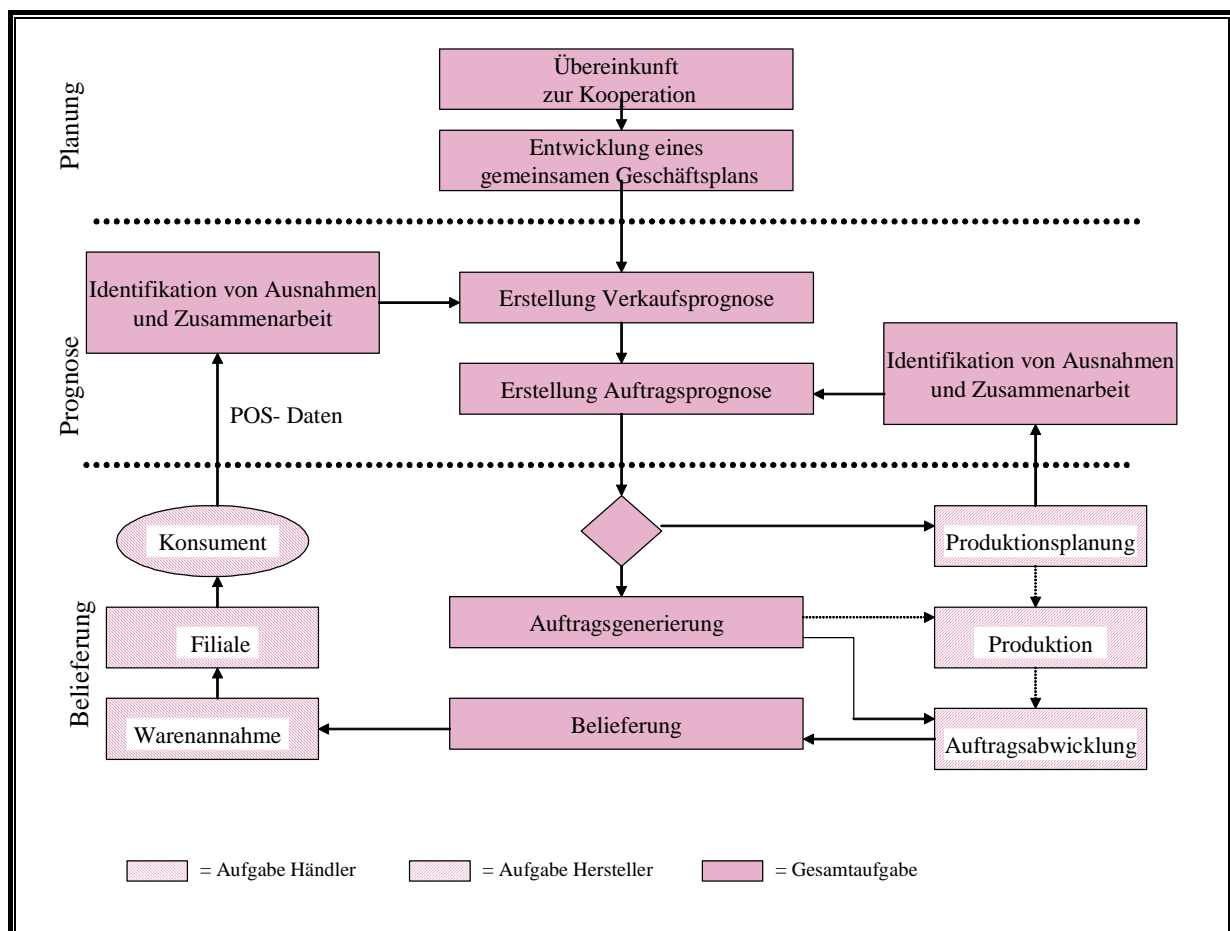 Planung
Übereinkunft
zur Kooperation
Entwicklung eines
gemeinsamen Geschäftsplans
Prognose
Identifikation von Ausnahmen
und Zusammenarbeit
Erstellung Verkaufsprognose
Erstellung Auftragsprognose
Identifikation von Ausnahmen
und Zusammenarbeit
POS- Daten
Belieferung
Konsument
Produktionsplanung
Filiale
Auftragsgenerierung
Produktion
Warenannahme
Belieferung
Auftragsabwicklung
= Aufgabe Händler
= Aufgabe Hersteller
= Gesamtaufgabe